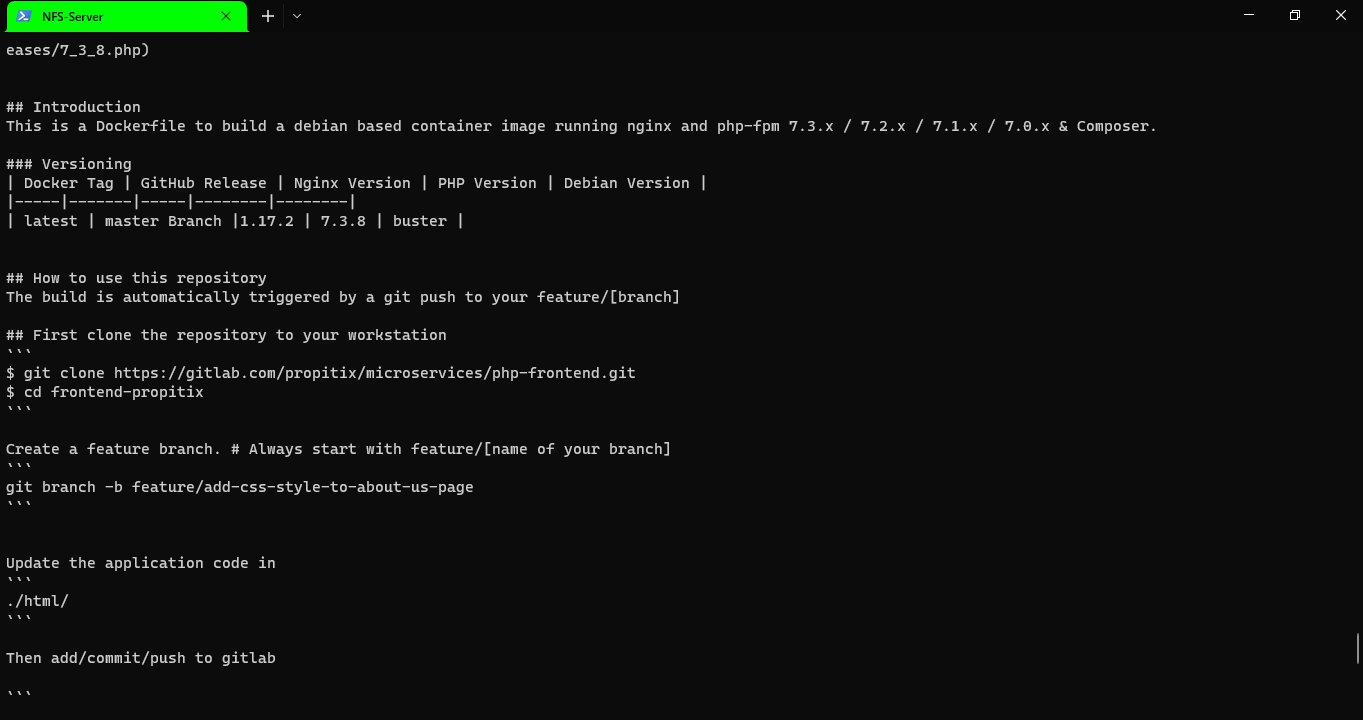 NFS-Server
eases/7_3_8.php)
## Introduction
This is a Dockerfile to build a debian based container image running nginx and php-fpm 7.3.x / 7.2.x / 7.1.x / 7.0.x & Composer.
### Versioning
| Docker Tag | GitHub Release | Nginx Version | PHP Version | Debian Version |
|-----|-------|-----|--------|--------|
| latest | master Branch |1.17.2 | 7.3.8 | buster |
## How to use this repository
The build is automatically triggered by a git push to your feature/[branch]
## First clone the repository to your workstation
```
$ git clone https://gitlab.com/propitix/microservices/php-frontend.git
$ cd frontend-propitix
```
Create a feature branch. # Always start with feature/[name of your branch]
```
git branch -b feature/add-css-style-to-about-us-page
```
Update the application code in
```
./html/
```
Then add/commit/push to gitlab
```